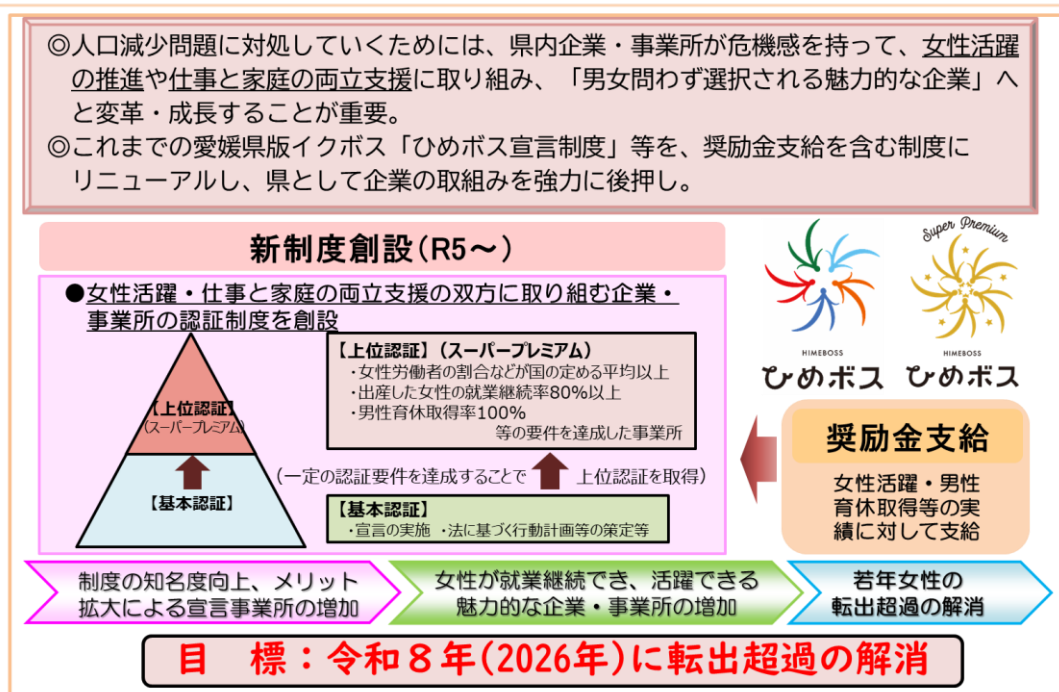 ◎人口減少問題に対処していくためには、県内企業・事業所が危機感を持って、女性活躍
の推進や仕事と家庭の両立支援に取り組み、「男女問わず選択される魅力的な企業」へ
と変革・成長することが重要。
◎これまでの愛媛県版イクボス「ひめボス宣言制度」等を、奨励金支給を含む制度に
リニューアルし、県として企業の取組みを強力に後押し。
新制度創設(R5～)
●女性活躍・仕事と家庭の両立支援の双方に取り組む企業・
事業所の認証制度を創設
【上位認証】
(スーパープレミアム)
【基本認証】
【上位認証】(スーパープレミアム)
・女性労働者の割合などが国の定める平均以上
・出産した女性の就業継続率80%以上
・男性育休取得率100%
等の要件を達成した事業所
(一定の認証要件を達成することで 上位認証を取得)
【基本認証】
・宣言の実施 ・法に基づく行動計画等の策定等
HIMEBOSS
ひめボス
Super Premium
HIMEBOSS
ひめボス
奨励金支給
女性活躍・男性
育休取得等の実
績に対して支給
制度の知名度向上、メリット
拡大による宣言事業所の増加
女性が就業継続でき、活躍できる
魅力的な企業・事業所の増加
若年女性の
転出超過の解消
目 標：令和８年(2026年)に転出超過の解消